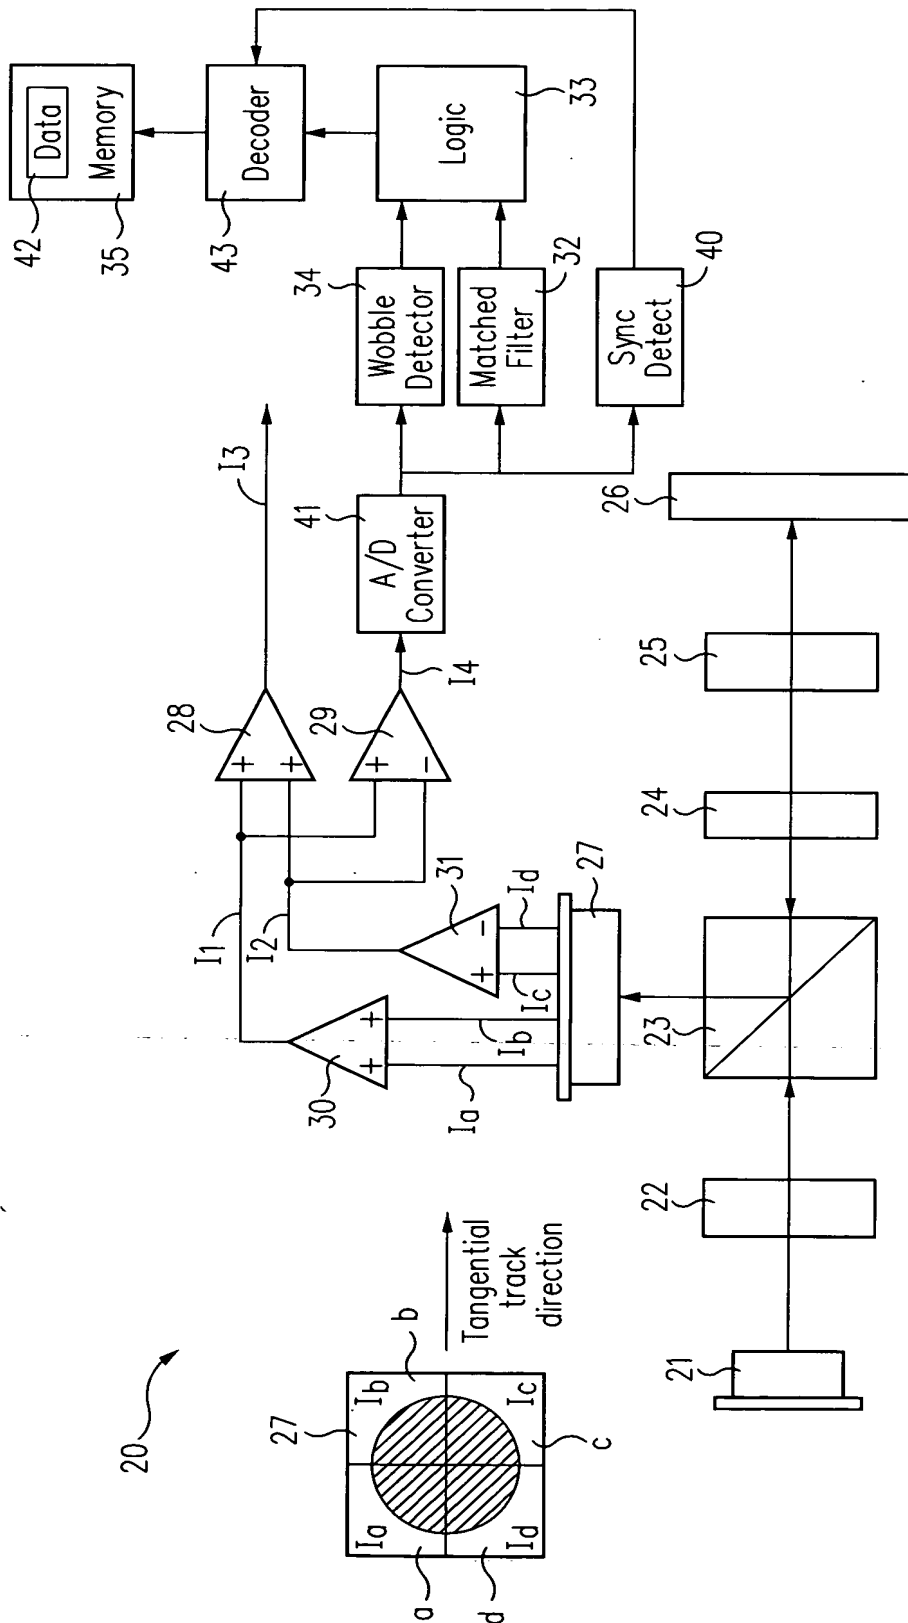 20
27
Ia
Ib
Ic
Id
a
b
c
d
Tangential
track
direction
21
22
23
24
25
26
27
Ia
Ib
Ic
Id
+
+
30
+
-
31
I1
I2
+
+
28
+
-
29
I3
I4
A/D
Converter
41
Wobble
Detector
34
Matched
Filter
32
Sync
Detect
40
Logic
33
Decoder
43
Data
42
Memory
35